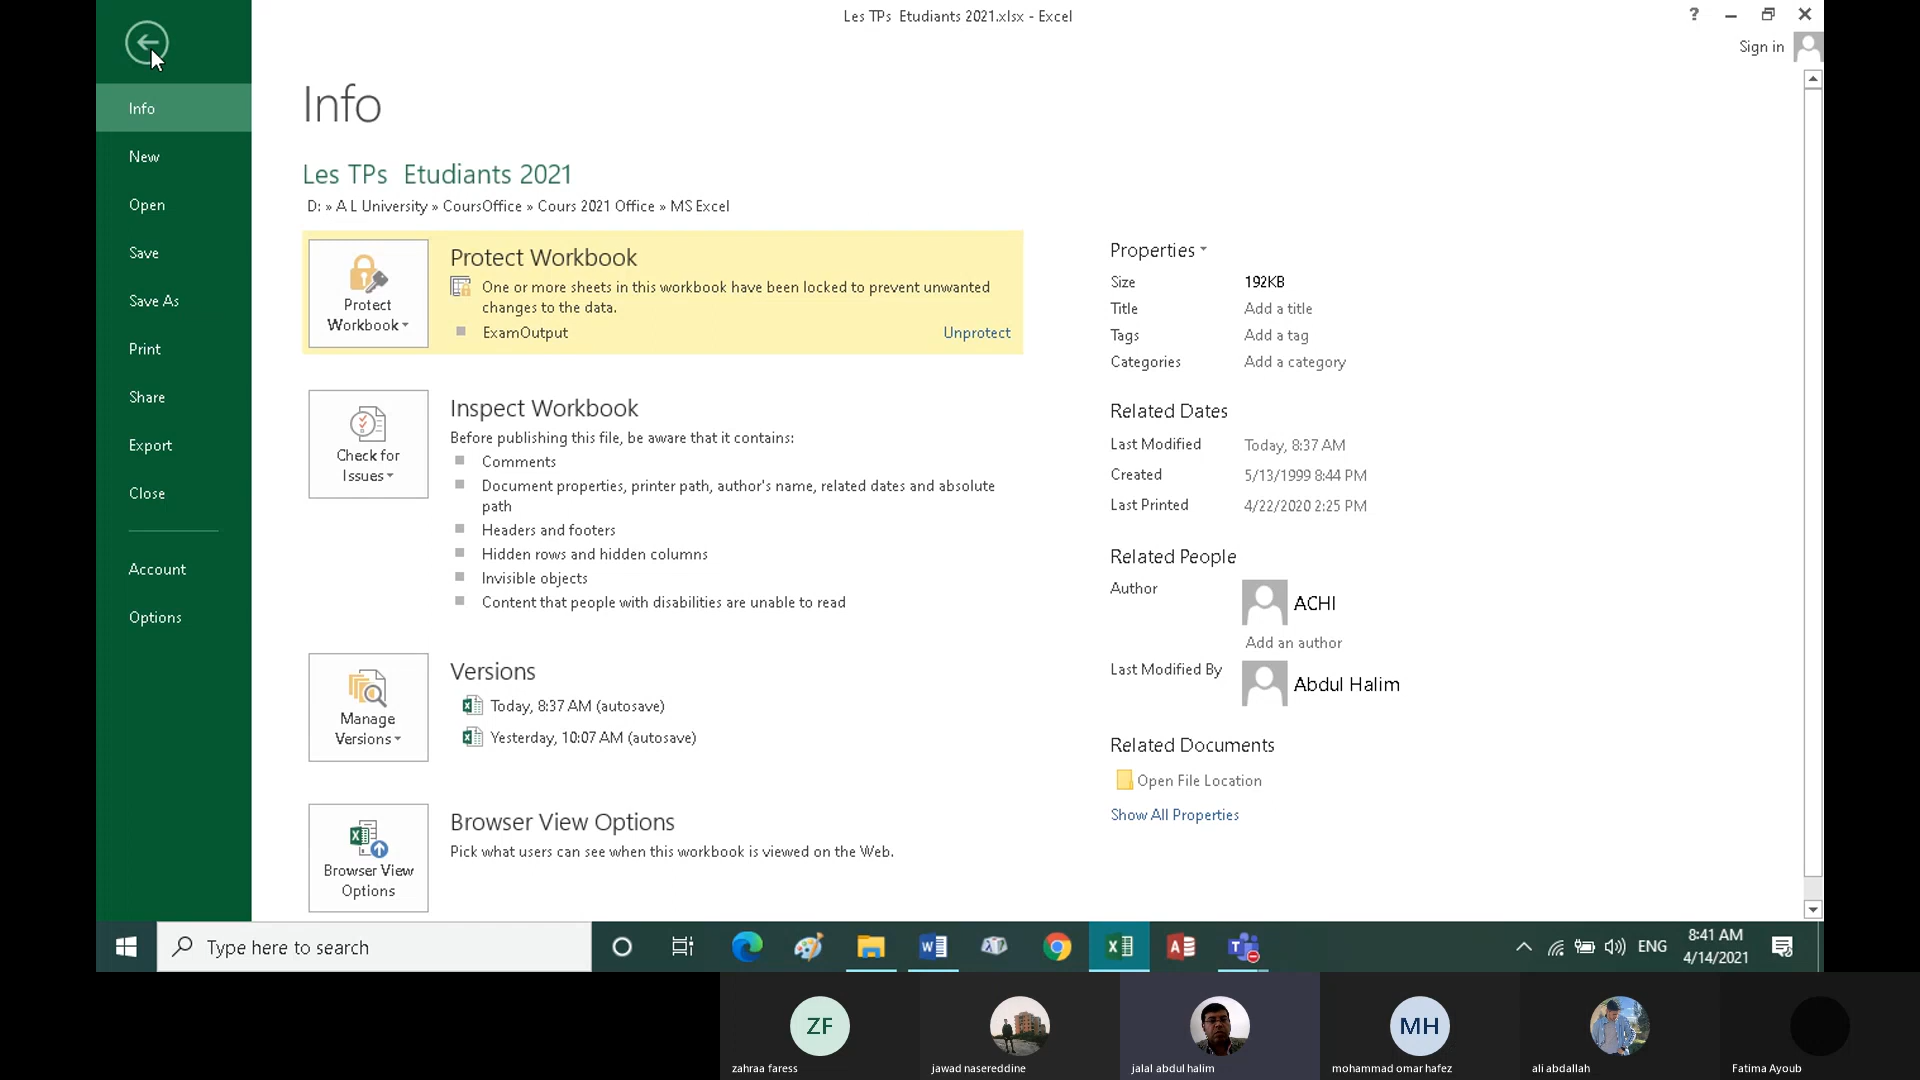 Les TPs  Etudiants 2021.xlsx - Excel
?
Sign in
Info
New
Open
Save
Save As
Print
Share
Export
Close
Account
Options
Info
Les TPs  Etudiants 2021
D: » A L University » CoursOffice » Cours 2021 Office » MS Excel
Protect
Workbook
Protect Workbook
One or more sheets in this workbook have been locked to prevent unwanted
changes to the data.
ExamOutput
Unprotect
Check for
Issues
Inspect Workbook
Before publishing this file, be aware that it contains:
Comments
Document properties, printer path, author's name, related dates and absolute
path
Headers and footers
Hidden rows and hidden columns
Invisible objects
Content that people with disabilities are unable to read
Manage
Versions
Versions
Today, 8:37 AM (autosave)
Yesterday, 10:07 AM (autosave)
Browser View
Options
Browser View Options
Pick what users can see when this workbook is viewed on the Web.
Properties
Size 192KB
Title Add a title
Tags Add a tag
Categories Add a category
Related Dates
Last Modified Today, 8:37 AM
Created 5/13/1999 8:44 PM
Last Printed 4/22/2020 2:25 PM
Related People
Author ACHI
Add an author
Last Modified By Abdul Halim
Related Documents
Open File Location
Show All Properties
Type here to search
ENG
8:41 AM
4/14/2021
ZF
MH
zahraa faress
jawad nasereddine
jalal abdul halim
mohammad omar hafez
ali abdallah
Fatima Ayoub